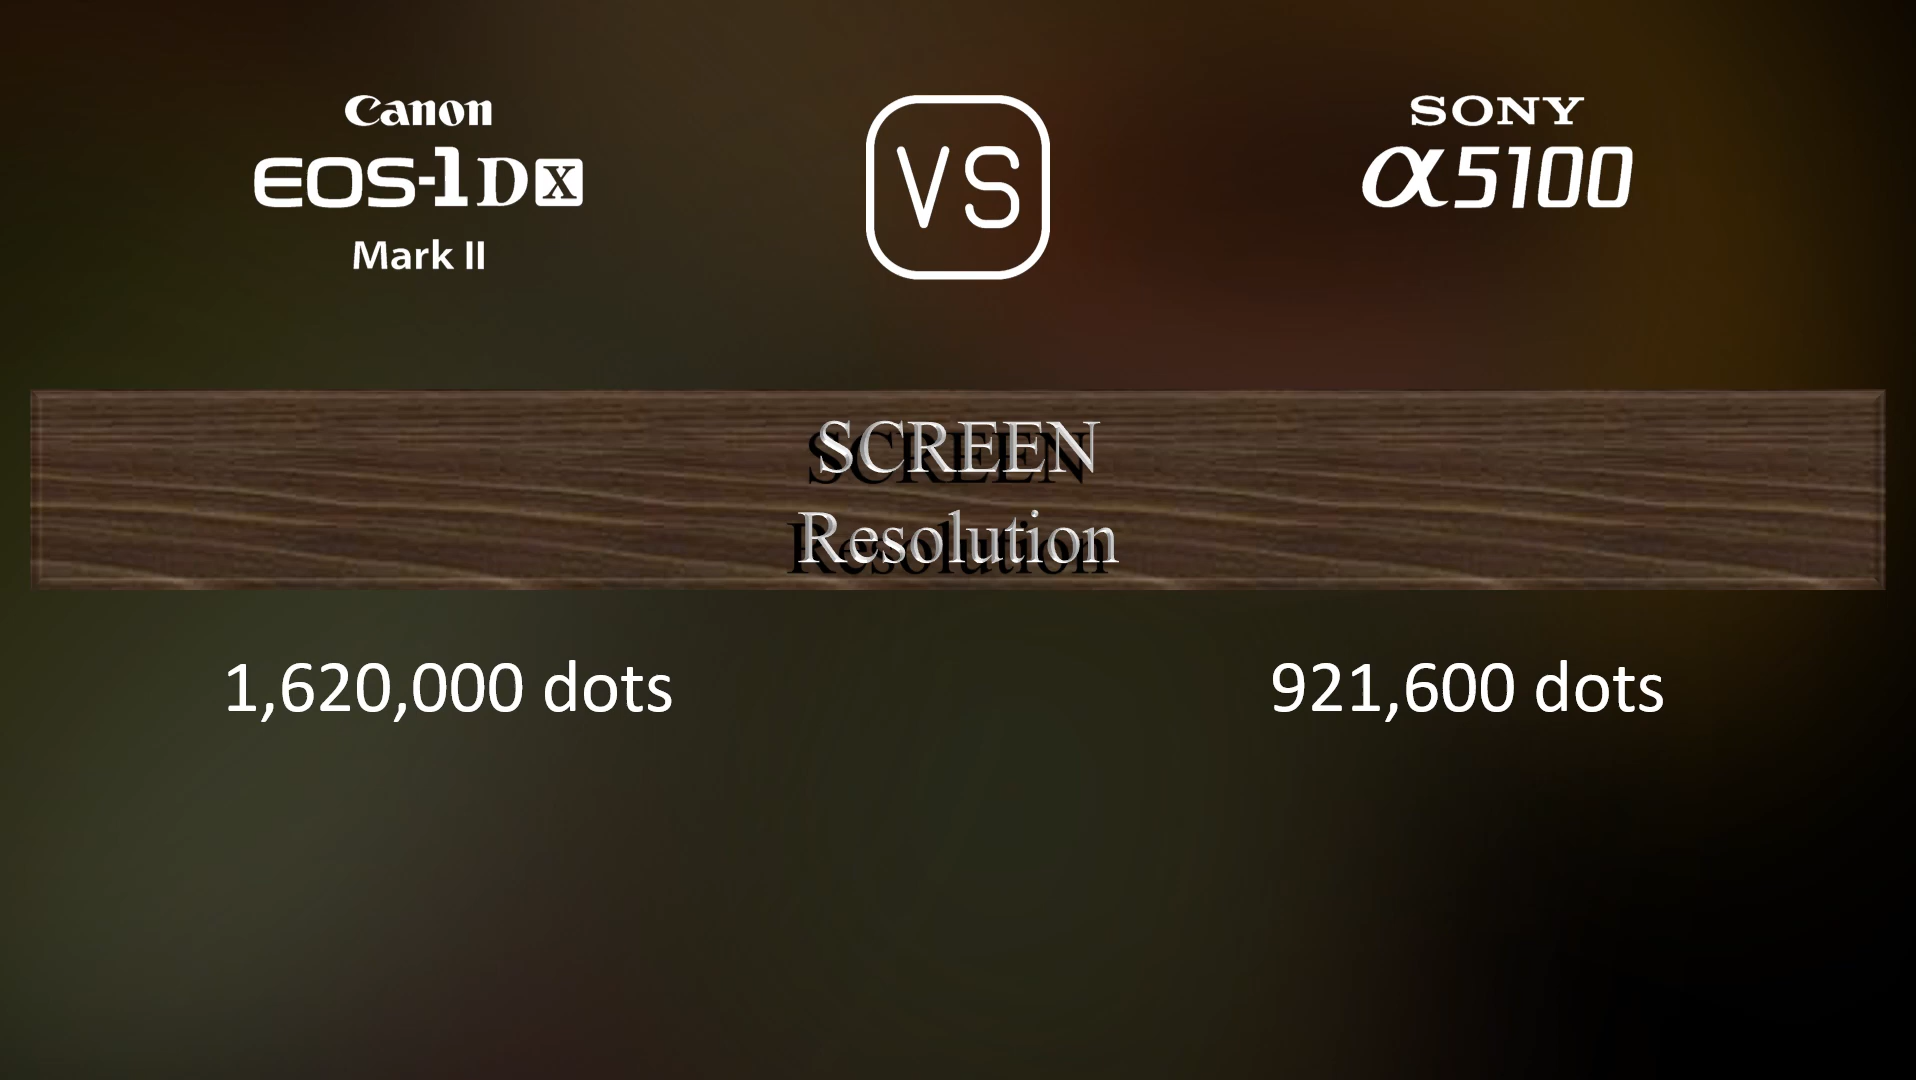 Canon
EOS-1DX
Mark II
VS
SONY
α5100
SCREEN
Resolution
1,620,000 dots
921,600 dots